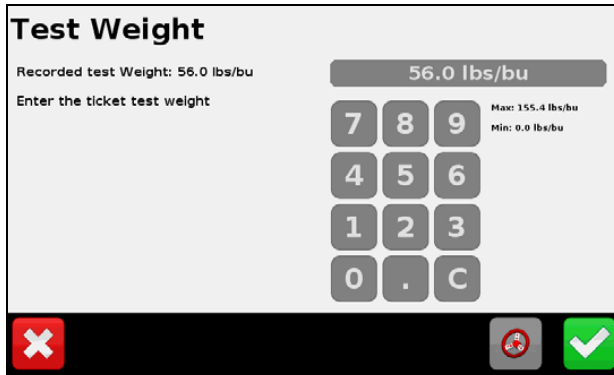 Test Weight
Recorded test Weight: 56.0 lbs/bu
56.0 lbs/bu
Enter the ticket test weight
Max: 155.4 lbs/bu
Min: 0.0 lbs/bu
7 8 9
4 5 6
1 2 3
0 . C